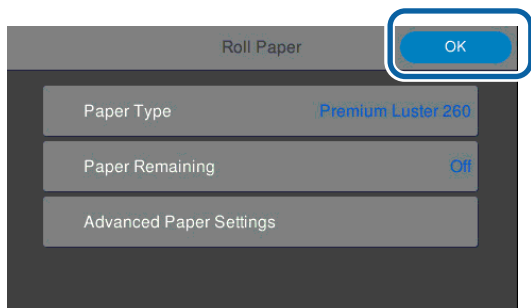 Roll Paper
OK
Paper Type Premium Luster 260
Paper Remaining Off
Advanced Paper Settings